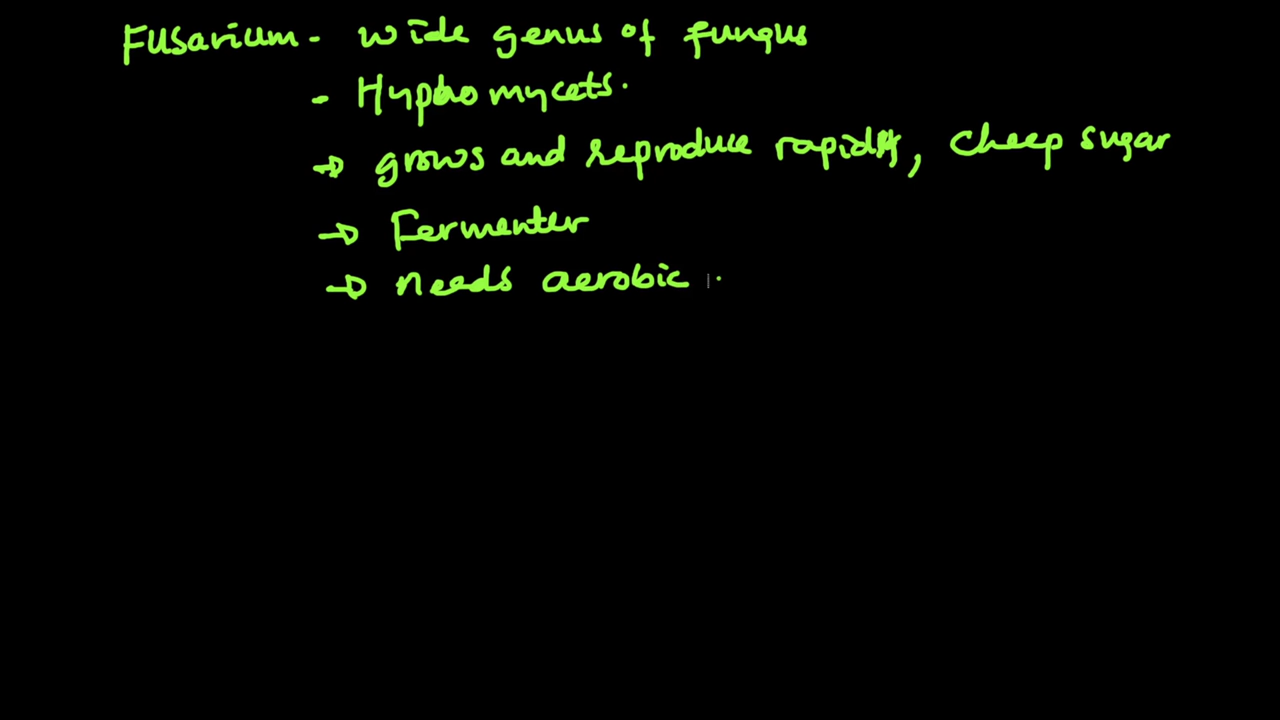 Fusarium - wide genus of fungus
- Hyphomycets.
→ grows and reproduce rapidly, cheep sugar
→ Fermenter
→ needs aerobic